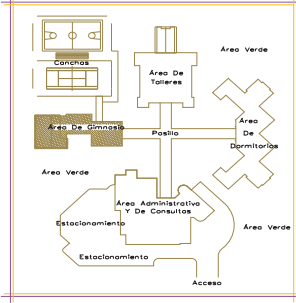 Área Verde
Canchas
Área De
Talleres
Área De Gimnasio
Pasillo
Área
De
Dormitorios
Área Verde
Área Administrativa
Y De Consultas
Estacionamiento
Área Verde
Estacionamiento
Acceso